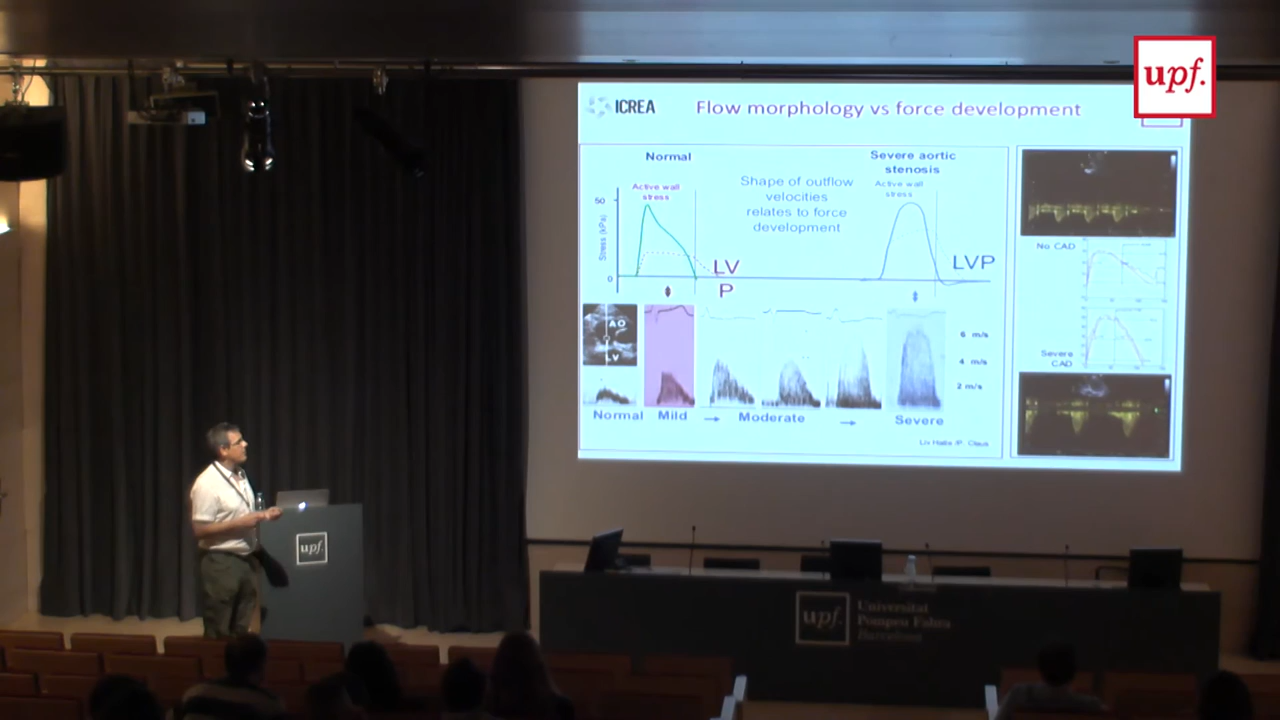 upf.
ICREA
Flow morphology vs force development
Normal
Active wall
stress
50
Stress (kPa)
0
LV
P
Shape of outflow
velocities
relates to force
development
Severe aortic
stenosis
Active wall
stress
LVP
AO
LV
6 m/s
4 m/s
2 m/s
Normal
Mild
Moderate
Severe
No CAD
Severe
CAD
upf.
upf.
Universitat
Pompeu Fabra
Barcelona